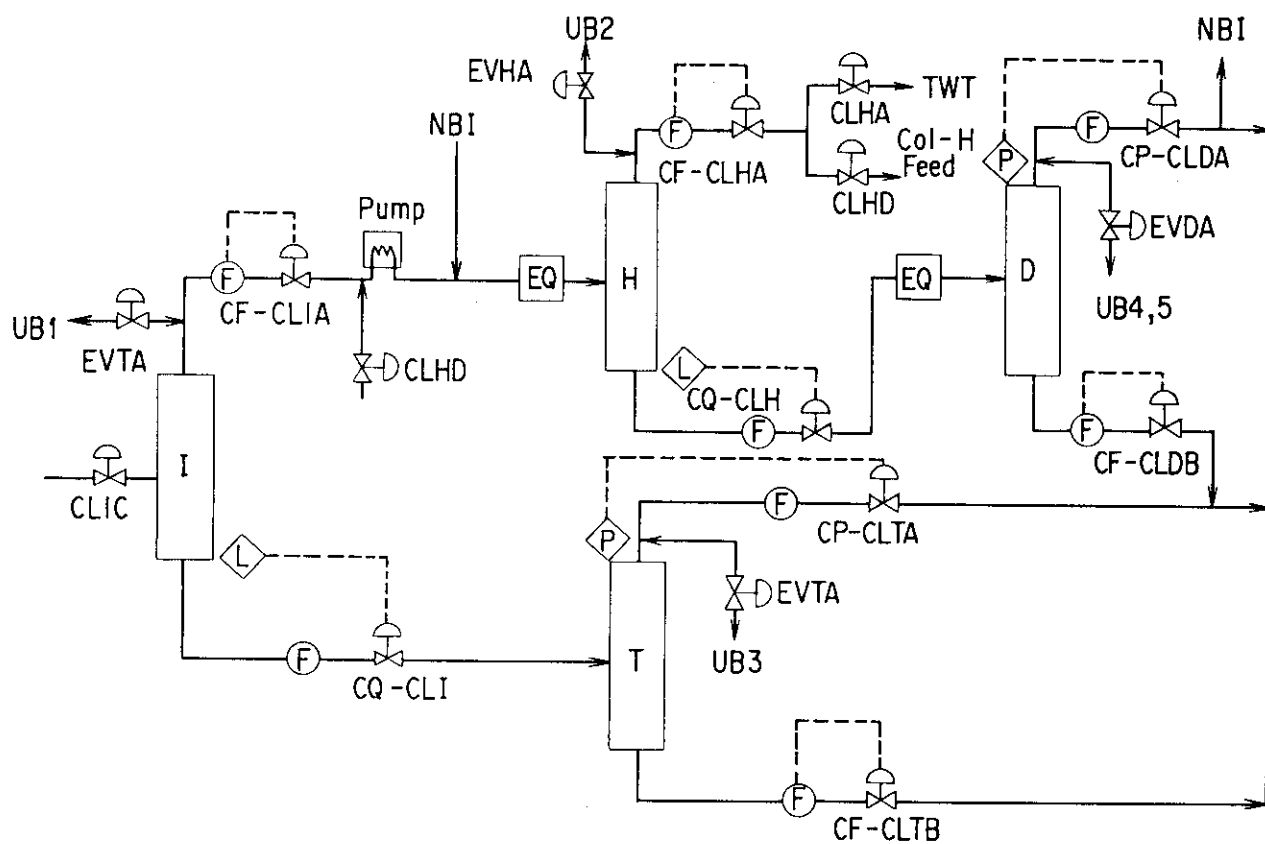 UB2
NBI
EVHA
CLHA
TWT
NBI
F
CF-CLHA
Col-H
Feed
CLHD
P
F
CP-CLDA
Pump
F
CF-CLIA
EQ
H
EQ
D
EVDA
UB4,5
UB1
EVTA
CLHD
L
CQ-CLH
F
F
CF-CLDB
I
CLIC
P
F
CP-CLTA
L
EVTA
F
CQ-CLI
T
UB3
F
CF-CLTB